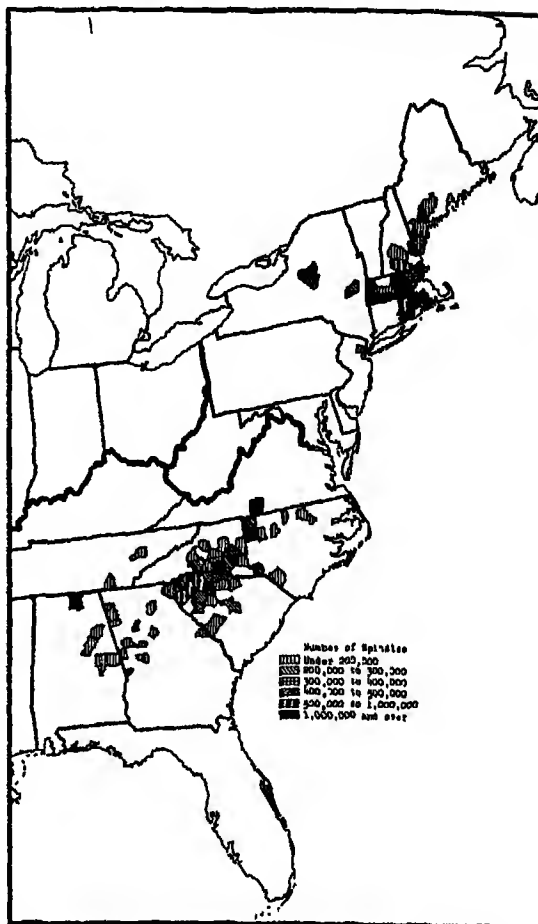 Number of Spindles
Under 200,000
200,000 to 300,000
300,000 to 400,000
400,000 to 500,000
500,000 to 1,000,000
1,000,000 and over